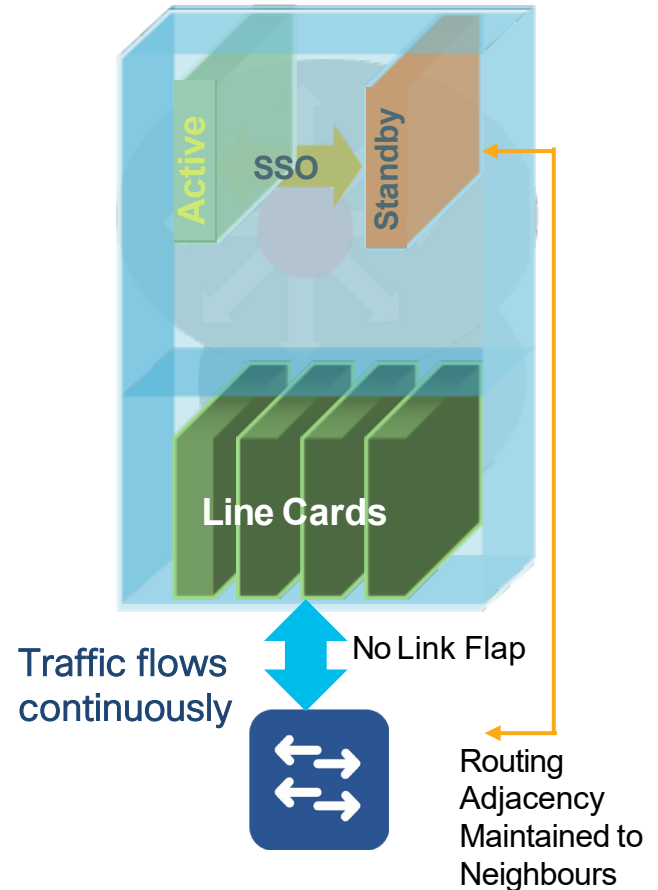 Active
SSO
Standby
Line Cards
No Link Flap
Traffic flows
continuously
Routing
Adjacency
Maintained to
Neighbours